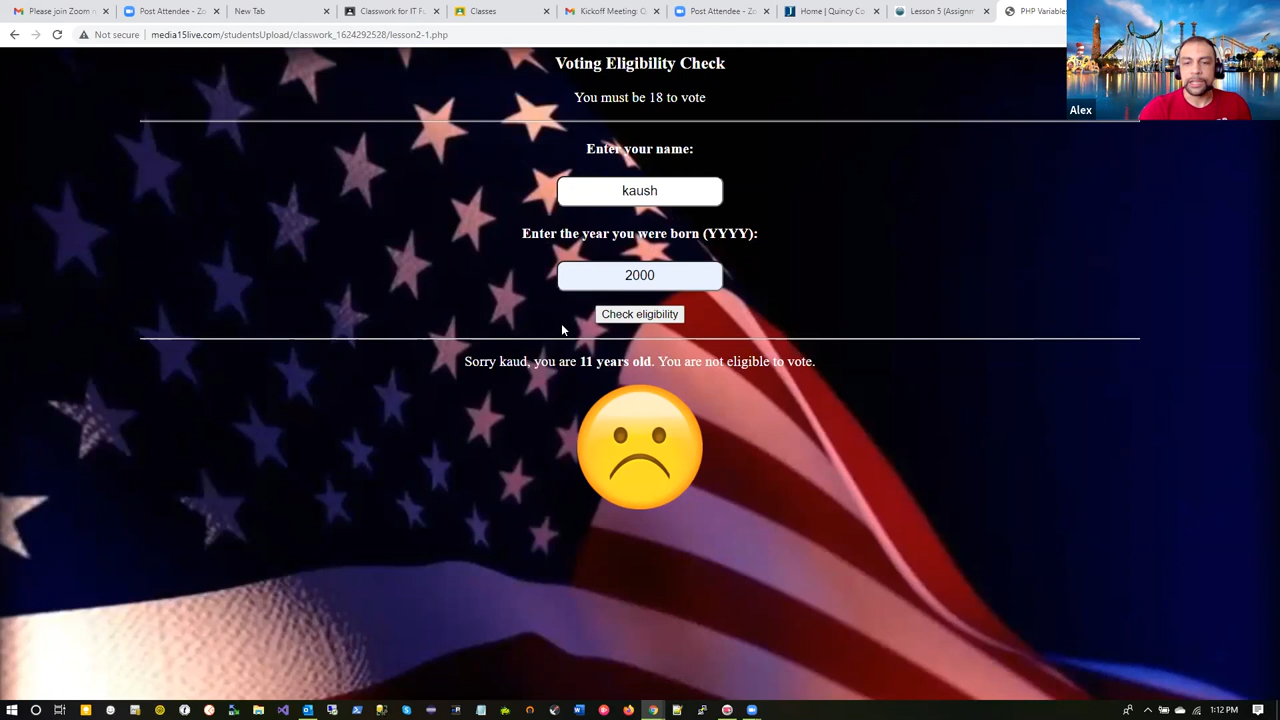 Please join Zoom n
Post Attendee - Zo
New Tab
Classwork for IT Fu
Classes
Kickoff Meeting: O
Post Attendee - Zo
Home | Quincy Co
Lesson 5 (Assignm
PHP Variable
Not secure
media15live.com/studentsUpload/classwork_1624292528/lesson2-1.php
Voting Eligibility Check
You must be 18 to vote
Alex
Enter your name:
kaush
Enter the year you were born (YYYY):
2000
Check eligibility
Sorry kaud, you are 11 years old. You are not eligible to vote.
1:12 PM